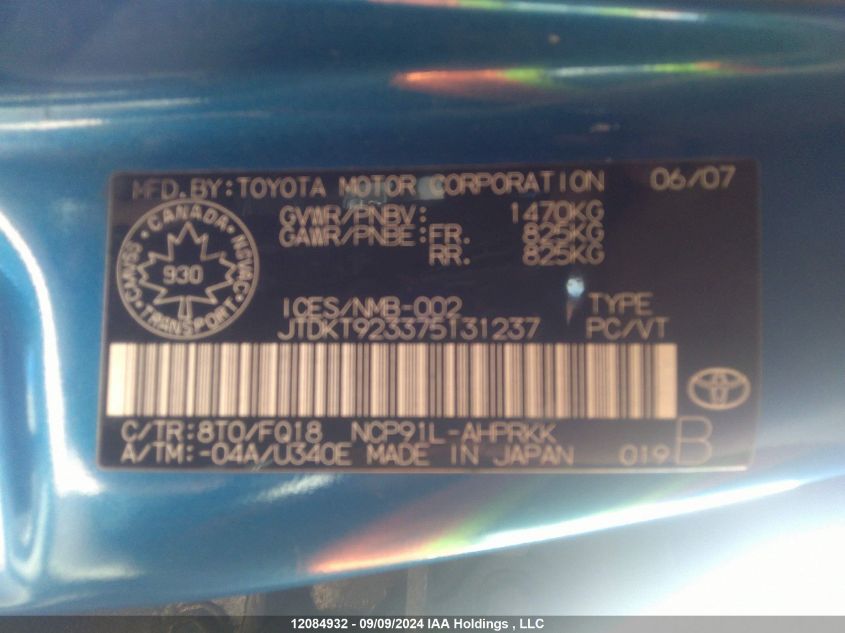 MFD. BY: TOYOTA MOTOR CORPORATION 06/07
GVWR/PNBV: 1470KG
GAWR/PNBE: FR. 825KG
RR. 825KG
CANADA
NSVAC
TRANSPORT
CMVSS
930
ICES/NMB-002 TYPE
JTDKT923375131237 PC/VT
C/TR: 8T0/FQ18 NCP91L-AHPRKK
A/TM: -04A/U340E MADE IN JAPAN 019 B
12084932 - 09/09/2024 IAA Holdings , LLC